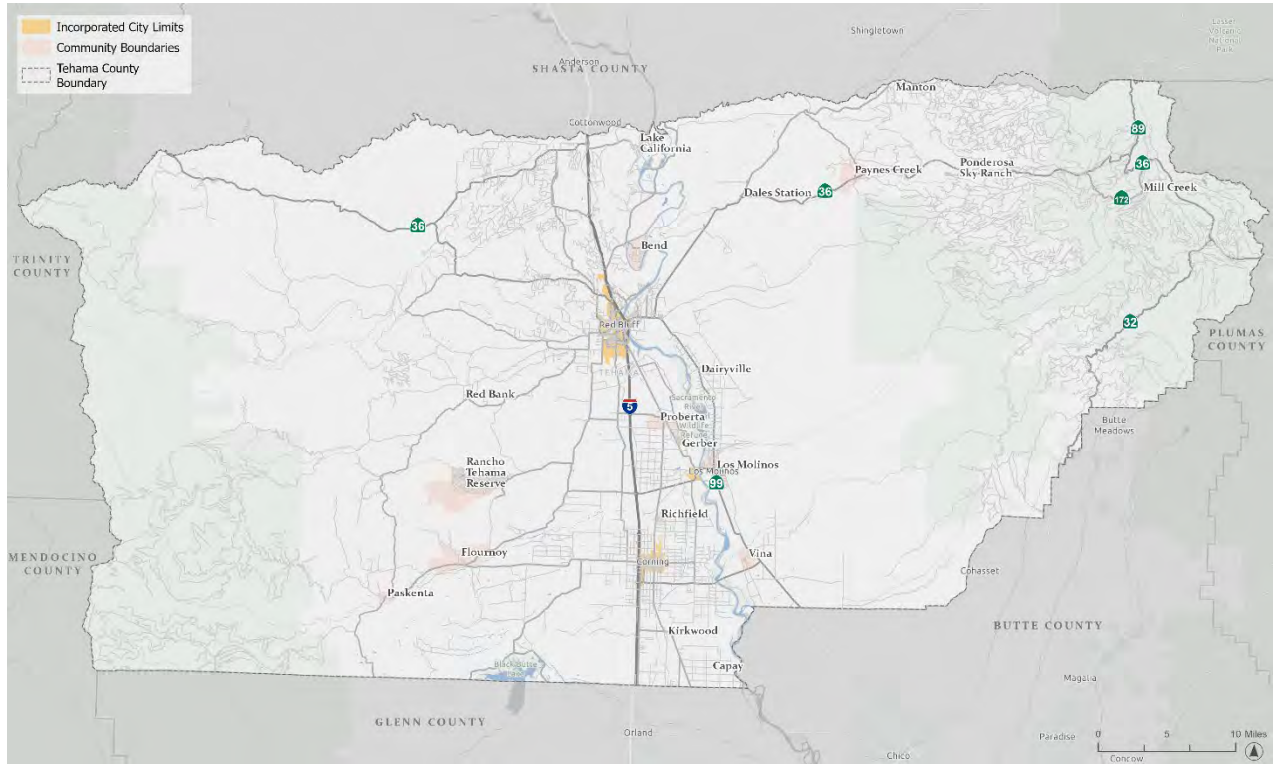 Incorporated City Limits
Community Boundaries
Tehama County
Boundary
Lassen
Volcanic
National
Park
Shingletown
Anderson
SHASTA COUNTY
Manton
Cottonwood
Lake
California
89
36
Paynes Creek
Ponderosa
Sky Ranch
Dales Station
36
172
Mill Creek
36
Bend
TRINITY
COUNTY
32
Red Bluff
PLUMAS
COUNTY
TEHAMA
Dairyville
Red Bank
Sacramento
River
Wildlife
Refuge
5
Proberta
Butte
Meadows
Gerber
Rancho
Tehama
Reserve
Los Molinos
Los Molinos
99
Richfield
MENDOCINO
COUNTY
Flournoy
Corning
Vina
Cohasset
Paskenta
Kirkwood
BUTTE COUNTY
Black Butte
Capay
Magalia
GLENN COUNTY
Orland
Paradise
0 5 10 Miles
Chico
Concow